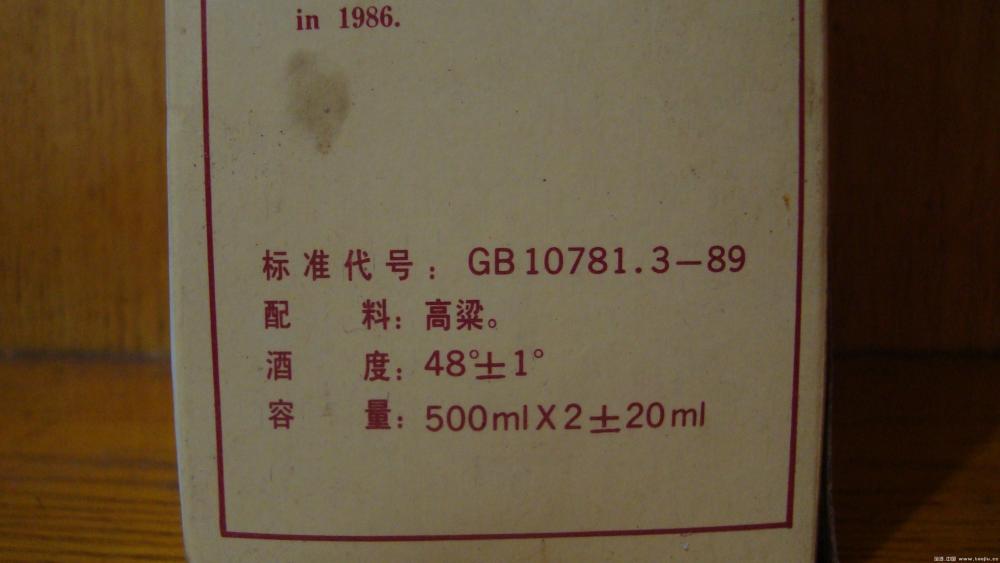 in 1986.
标准代号：GB10781.3—89
配　料：高粱。
酒　度：48°±1°
容　量：500ml X 2±20ml